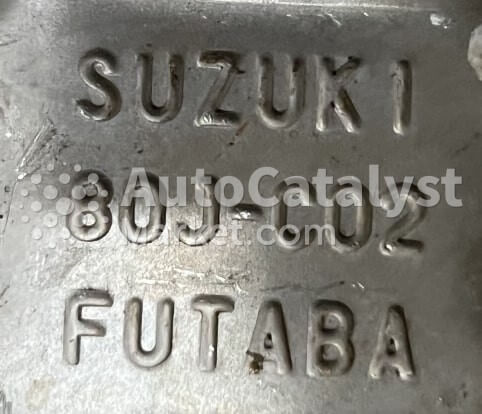 SUZUKI
80J-C02
AutoCatalyst
Market.com
FUTABA